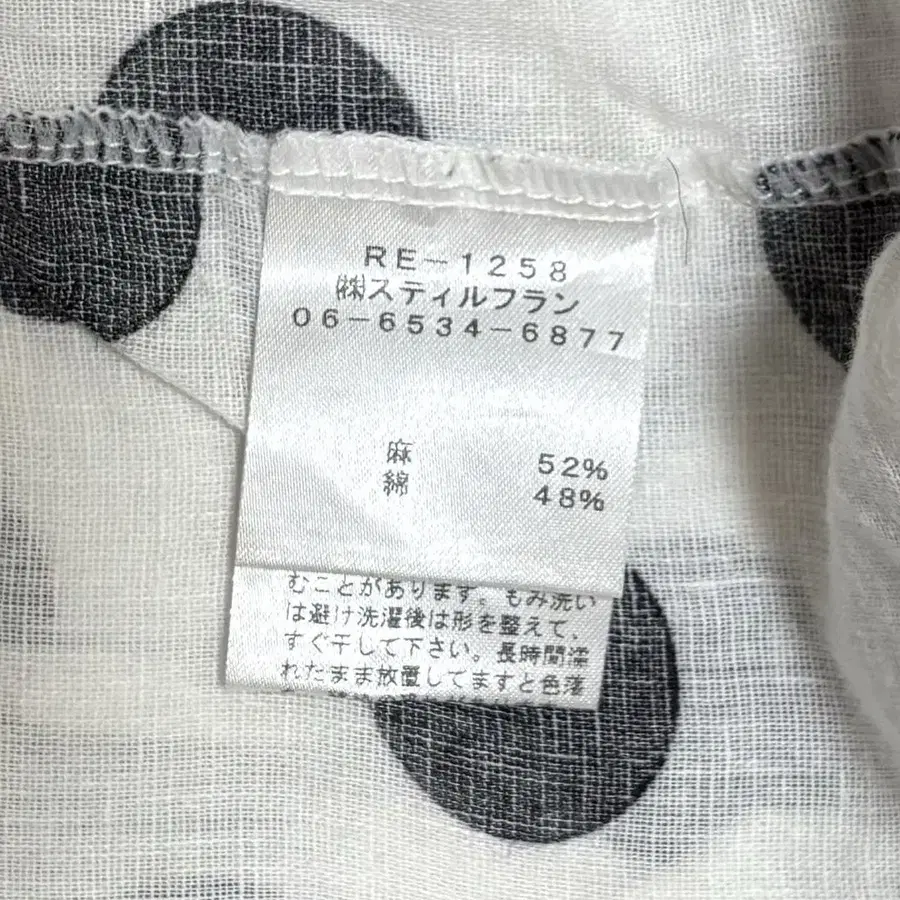 RE-1258
㈱スティルフラン
06-6534-6877
麻 52%
綿 48%
むことがあります。もみ洗い
は避け洗濯後は形を整えて、
すぐ干して下さい。長時間濡
れたまま放置してますと色落